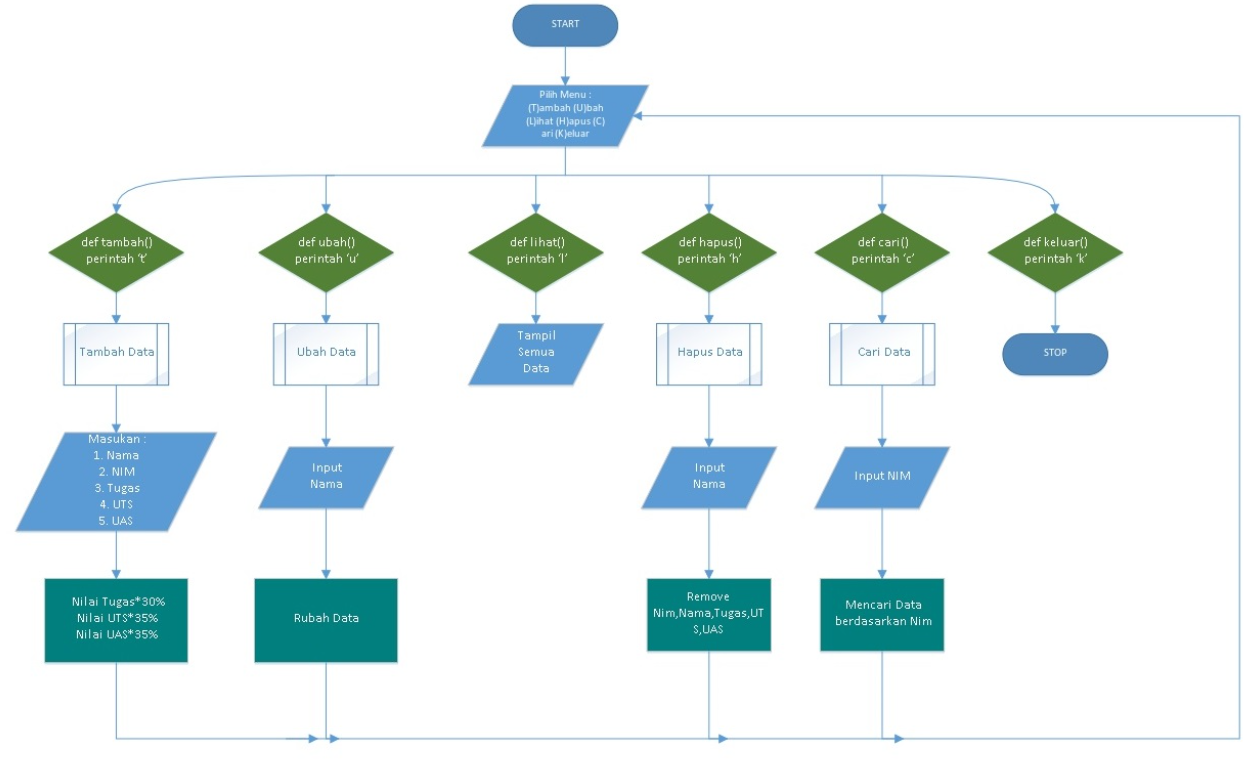 START
Pilih Menu :
(T)ambah (U)bah
(L)ihat (H)apus (C)
ari (K)eluar
def tambah()
perintah ‘t’
def ubah()
perintah ‘u’
def lihat()
perintah ‘l’
def hapus()
perintah ‘h’
def cari()
perintah ‘c’
def keluar()
perintah ‘k’
Tambah Data
Ubah Data
Tampil
Semua
Data
Hapus Data
Cari Data
STOP
Masukan :
1. Nama
2. NIM
3. Tugas
4. UTS
5. UAS
Input
Nama
Input
Nama
Input NIM
Nilai Tugas*30%
Nilai UTS*35%
Nilai UAS*35%
Rubah Data
Remove
Nim,Nama,Tugas,UT
S,UAS
Mencari Data
berdasarkan Nim